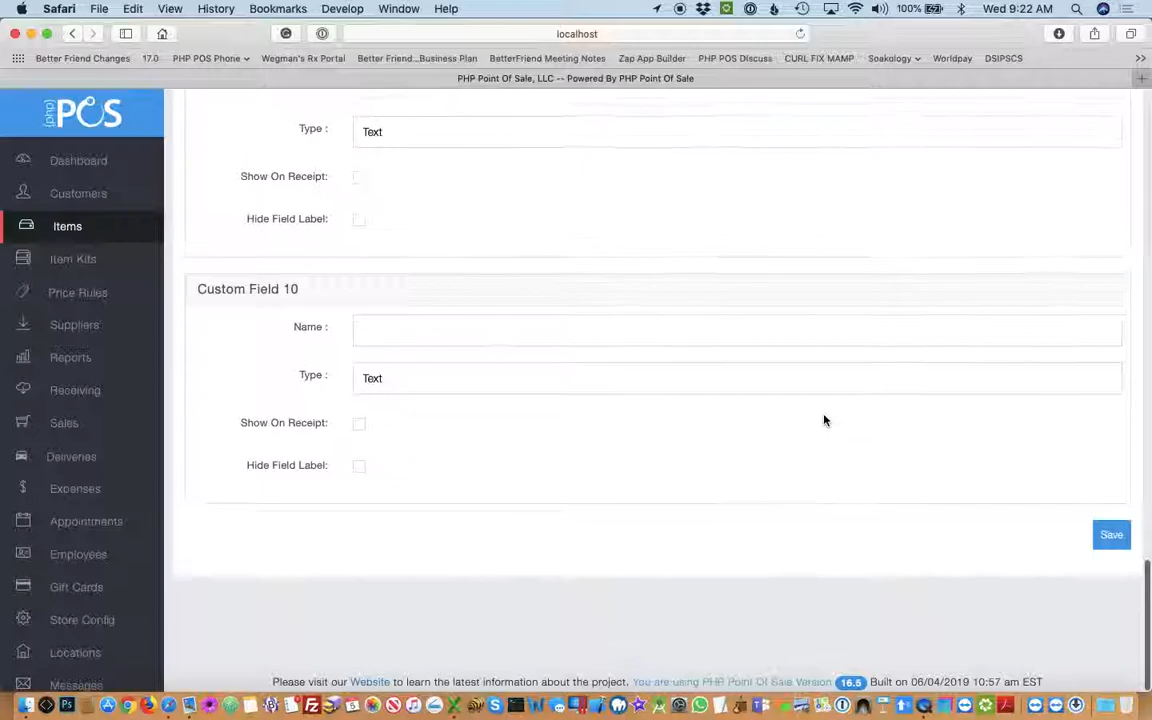 Safari File Edit View History Bookmarks Develop Window Help 100% Wed 9:22 AM
localhost
Better Friend Changes 17.0 PHP POS Phone Wegman's Rx Portal Better Friend...Business Plan BetterFriend Meeting Notes Zap App Builder PHP POS Discuss CURL FIX MAMP Soakology Worldpay DSIPSCS
PHP Point Of Sale, LLC -- Powered By PHP Point Of Sale
(php) POS
Dashboard
Customers
Items
Item Kits
Price Rules
Suppliers
Reports
Receiving
Sales
Deliveries
Expenses
Appointments
Employees
Gift Cards
Store Config
Locations
Messages
Type : Text
Show On Receipt:
Hide Field Label:
Custom Field 10
Name :
Type : Text
Show On Receipt:
Hide Field Label:
Save
Please visit our Website to learn the latest information about the project. You are using PHP Point Of Sale Version 16.5 Built on 06/04/2019 10:57 am EST